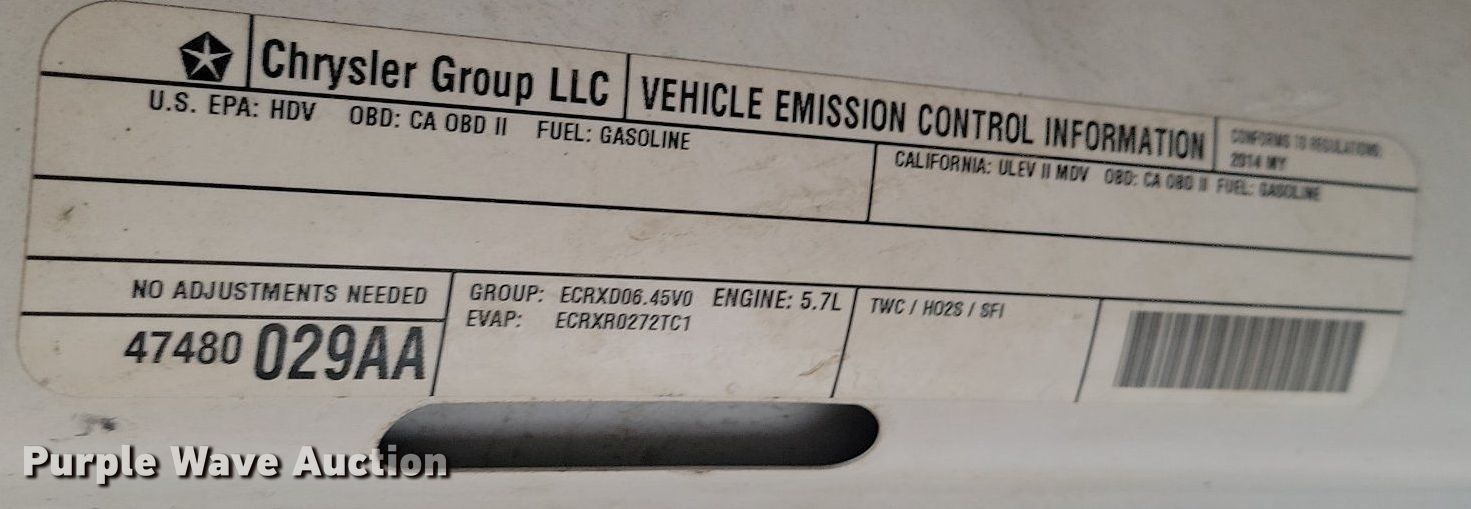 Chrysler Group LLC
VEHICLE EMISSION CONTROL INFORMATION
CONFORMS TO REGULATIONS:
2014 MY
U.S. EPA: HDV OBD: CA OBD II FUEL: GASOLINE
CALIFORNIA: ULEV II MDV OBD: CA OBD II FUEL: GASOLINE
NO ADJUSTMENTS NEEDED
47480 029AA
GROUP: ECRXD06.45V0 ENGINE: 5.7L
EVAP: ECRXR0272TC1
TWC / HO2S / SFI
Purple Wave Auction